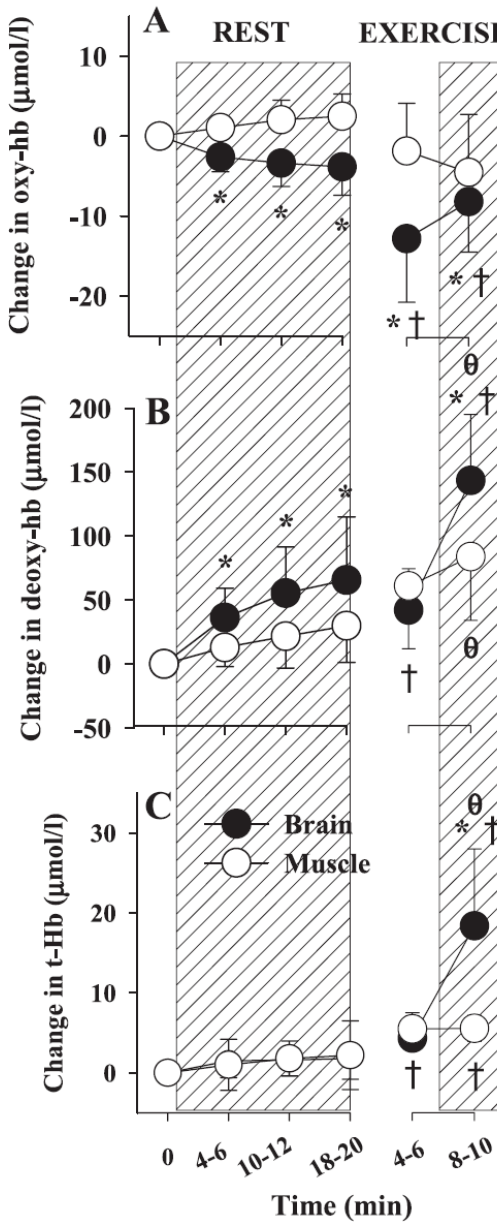 A REST EXERCISE
Change in oxy-hb (μmol/l)
10
0
-10
-20
* * *
* † * †
B
Change in deoxy-hb (μmol/l)
200
150
100
50
0
-50
* * *
θ
* †
†
θ
C
Change in t-Hb (μmol/l)
30
20
10
0
Brain
Muscle
θ
* †
† †
0 4-6 10-12 18-20 4-6 8-10
Time (min)